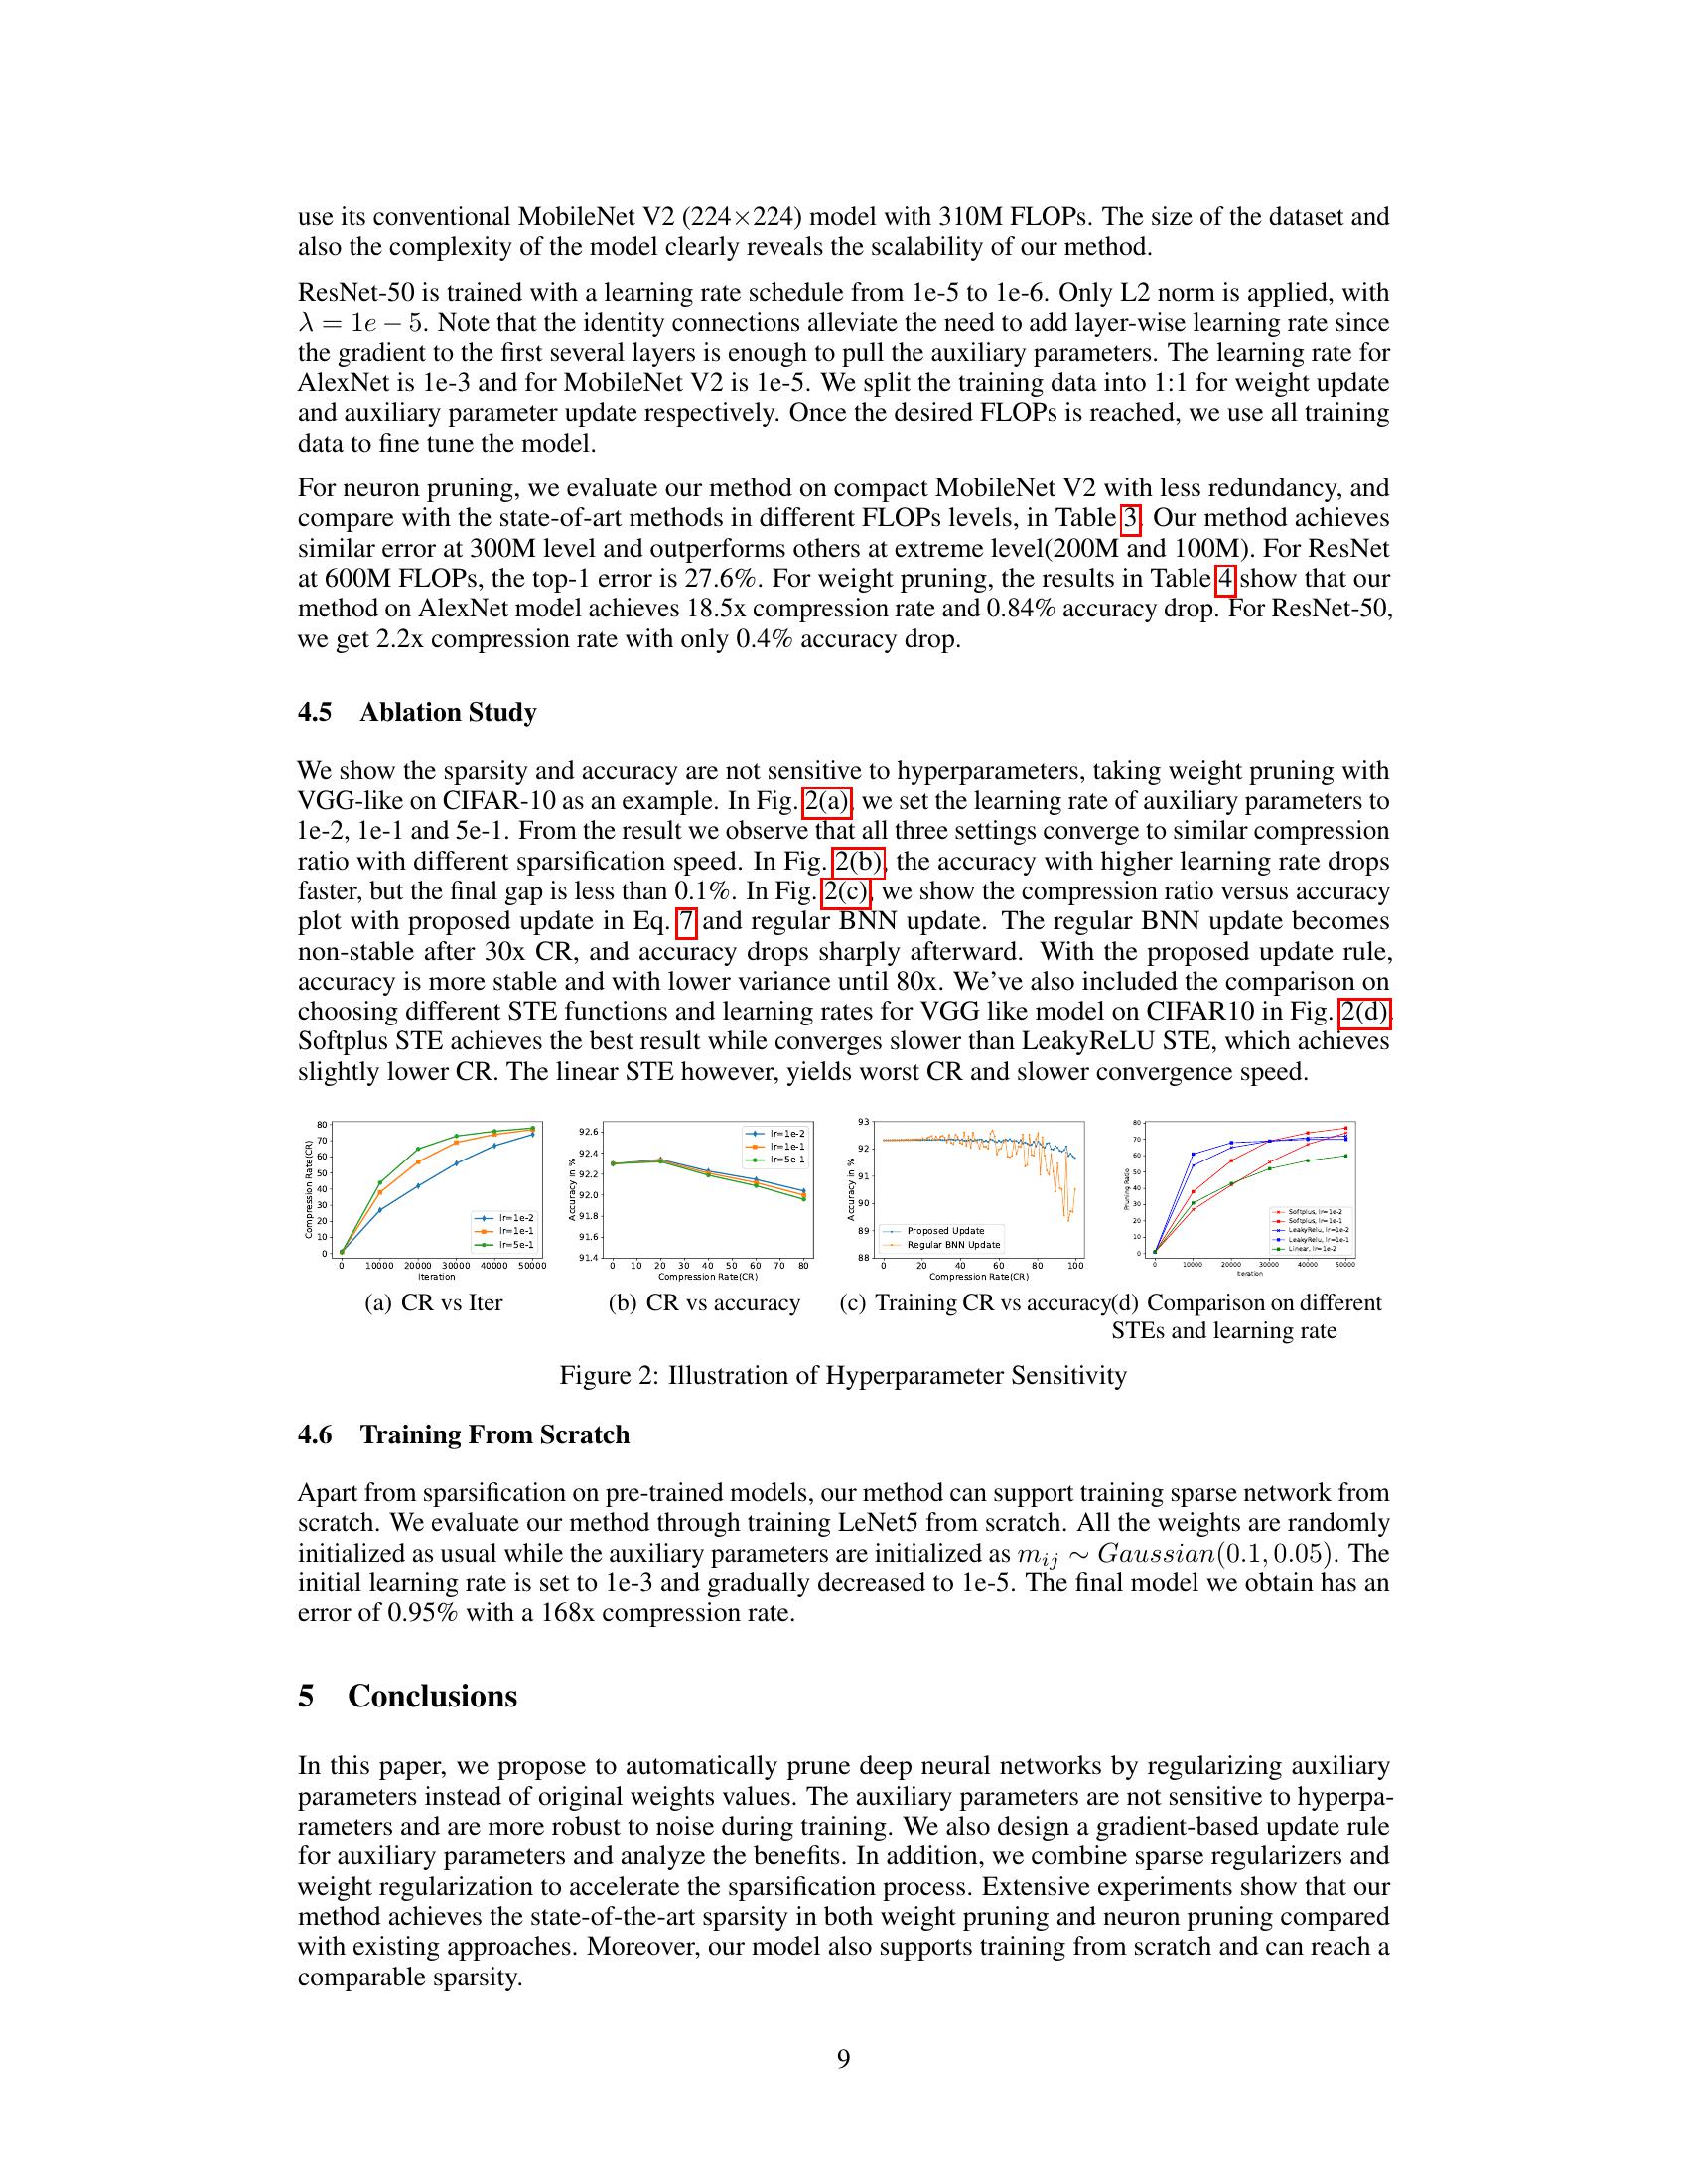 use its conventional MobileNet V2 (224×224) model with 310M FLOPs. The size of the dataset and
also the complexity of the model clearly reveals the scalability of our method.
ResNet-50 is trained with a learning rate schedule from 1e-5 to 1e-6. Only L2 norm is applied, with
λ = 1e − 5. Note that the identity connections alleviate the need to add layer-wise learning rate since
the gradient to the first several layers is enough to pull the auxiliary parameters. The learning rate for
AlexNet is 1e-3 and for MobileNet V2 is 1e-5. We split the training data into 1:1 for weight update
and auxiliary parameter update respectively. Once the desired FLOPs is reached, we use all training
data to fine tune the model.
For neuron pruning, we evaluate our method on compact MobileNet V2 with less redundancy, and
compare with the state-of-art methods in different FLOPs levels, in Table 3. Our method achieves
similar error at 300M level and outperforms others at extreme level(200M and 100M). For ResNet
at 600M FLOPs, the top-1 error is 27.6%. For weight pruning, the results in Table 4 show that our
method on AlexNet model achieves 18.5x compression rate and 0.84% accuracy drop. For ResNet-50,
we get 2.2x compression rate with only 0.4% accuracy drop.
4.5 Ablation Study
We show the sparsity and accuracy are not sensitive to hyperparameters, taking weight pruning with
VGG-like on CIFAR-10 as an example. In Fig. 2(a), we set the learning rate of auxiliary parameters to
1e-2, 1e-1 and 5e-1. From the result we observe that all three settings converge to similar compression
ratio with different sparsification speed. In Fig. 2(b), the accuracy with higher learning rate drops
faster, but the final gap is less than 0.1%. In Fig. 2(c), we show the compression ratio versus accuracy
plot with proposed update in Eq. 7 and regular BNN update. The regular BNN update becomes
non-stable after 30x CR, and accuracy drops sharply afterward. With the proposed update rule,
accuracy is more stable and with lower variance until 80x. We've also included the comparison on
choosing different STE functions and learning rates for VGG like model on CIFAR10 in Fig. 2(d).
Softplus STE achieves the best result while converges slower than LeakyReLU STE, which achieves
slightly lower CR. The linear STE however, yields worst CR and slower convergence speed.
80
70
60
50
40
30
20
10
0
Compression Rate(CR)
lr=1e-2
lr=1e-1
lr=5e-1
0 10000 20000 30000 40000 50000
Iteration
(a) CR vs Iter
92.6
92.4
92.2
92.0
91.8
91.6
91.4
Accuracy in %
lr=1e-2
lr=1e-1
lr=5e-1
0 10 20 30 40 50 60 70 80
Compression Rate(CR)
(b) CR vs accuracy
93
92
91
90
89
88
Accuracy in %
Proposed Update
Regular BNN Update
0 20 40 60 80 100
Compression Rate(CR)
(c) Training CR vs accuracy
80
70
60
50
40
30
20
10
0
Pruning Ratio
Softplus, lr=1e-2
Softplus, lr=1e-1
LeakyRelu, lr=1e-2
LeakyRelu, lr=1e-1
Linear, lr=1e-2
0 10000 20000 30000 40000 50000
Iteration
(d) Comparison on different
STEs and learning rate
Figure 2: Illustration of Hyperparameter Sensitivity
4.6 Training From Scratch
Apart from sparsification on pre-trained models, our method can support training sparse network from
scratch. We evaluate our method through training LeNet5 from scratch. All the weights are randomly
initialized as usual while the auxiliary parameters are initialized as mij ∼ Gaussian(0.1, 0.05). The
initial learning rate is set to 1e-3 and gradually decreased to 1e-5. The final model we obtain has an
error of 0.95% with a 168x compression rate.
5 Conclusions
In this paper, we propose to automatically prune deep neural networks by regularizing auxiliary
parameters instead of original weights values. The auxiliary parameters are not sensitive to hyperpa-
rameters and are more robust to noise during training. We also design a gradient-based update rule
for auxiliary parameters and analyze the benefits. In addition, we combine sparse regularizers and
weight regularization to accelerate the sparsification process. Extensive experiments show that our
method achieves the state-of-the-art sparsity in both weight pruning and neuron pruning compared
with existing approaches. Moreover, our model also supports training from scratch and can reach a
comparable sparsity.
9